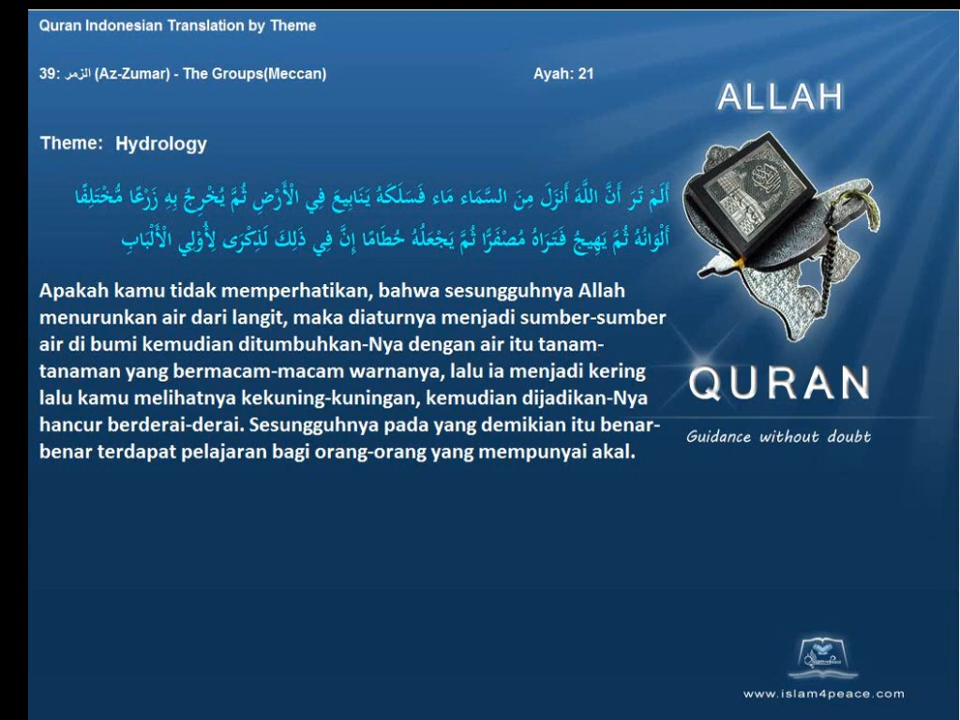 Quran Indonesian Translation by Theme
39: الزمر (Az-Zumar) - The Groups(Meccan) Ayah: 21
ALLAH
Theme: Hydrology
أَلَمْ تَرَ أَنَّ اللَّهَ أَنزَلَ مِنَ السَّمَاء مَاء فَسَلَكَهُ يَنَابِيعَ فِي الْأَرْضِ ثُمَّ يُخْرِجُ بِهِ زَرْعًا مُّخْتَلِفًا
أَلْوَانُهُ ثُمَّ يَهِيجُ فَتَرَاهُ مُصْفَرًّا ثُمَّ يَجْعَلُهُ حُطَامًا إِنَّ فِي ذَلِكَ لَذِكْرَى لِأُوْلِي الْأَلْبَابِ
Apakah kamu tidak memperhatikan, bahwa sesungguhnya Allah
menurunkan air dari langit, maka diaturnya menjadi sumber-sumber
air di bumi kemudian ditumbuhkan-Nya dengan air itu tanam-
tanaman yang bermacam-macam warnanya, lalu ia menjadi kering
lalu kamu melihatnya kekuning-kuningan, kemudian dijadikan-Nya
hancur berderai-derai. Sesungguhnya pada yang demikian itu benar-
benar terdapat pelajaran bagi orang-orang yang mempunyai akal.
QURAN
Guidance without doubt
www.islam4peace.com